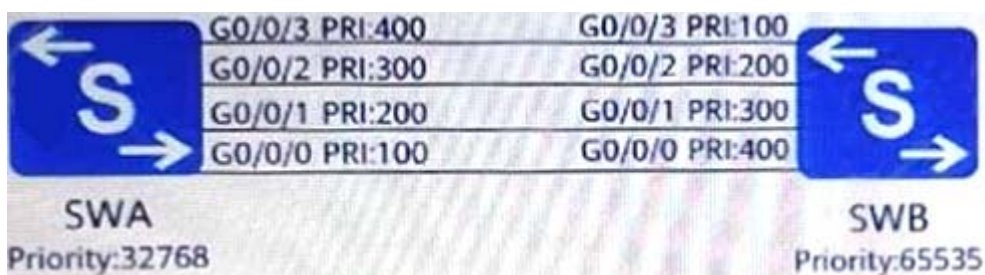 G0/0/3 PRI:400 G0/0/3 PRI:100
G0/0/2 PRI:300 G0/0/2 PRI:200
S S
G0/0/1 PRI:200 G0/0/1 PRI:300
G0/0/0 PRI:100 G0/0/0 PRI:400
SWA SWB
Priority:32768 Priority:65535